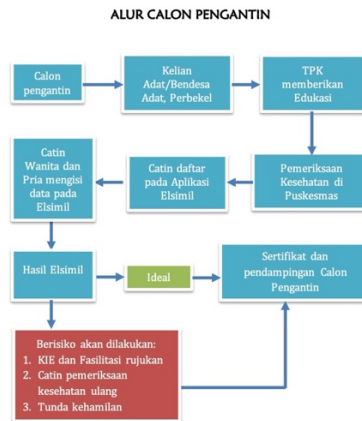 ALUR CALON PENGANTIN
Calon
pengantin
Kelian
Adat/Bendesa
Adat, Perbekel
TPK
memberikan
Edukasi
Pemeriksaan
Kesehatan di
Puskesmas
Catin daftar
pada Aplikasi
Elsimil
Catin
Wanita dan
Pria mengisi
data pada
Elsimil
Hasil Elsimil
Ideal
Sertifikat dan
pendampingan Calon
Pengantin
Berisiko akan dilakukan:
1. KIE dan Fasilitasi rujukan
2. Catin pemeriksaan
kesehatan ulang
3. Tunda kehamilan